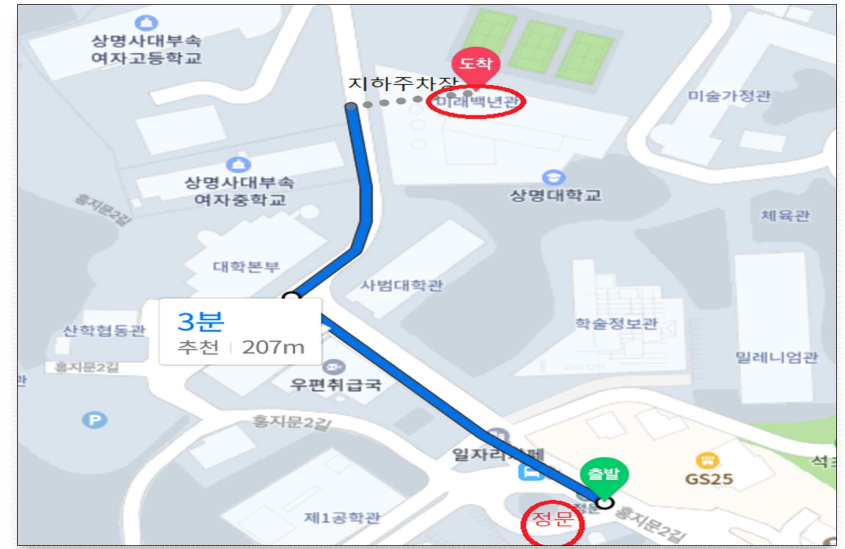 상명사대부속
여자고등학교
도착
지하주차장
미래백년관
미술가정관
상명사대부속
여자중학교
상명대학교
홍지문2길
체육관
대학본부
사범대학관
3분
추천 207m
산학협동관
학술정보관
밀레니엄관
홍지문2길
관
우편취급국
P
홍지문2길
일자리카페
출발
GS25
석조
제1공학관
정문
정문
홍지문2길